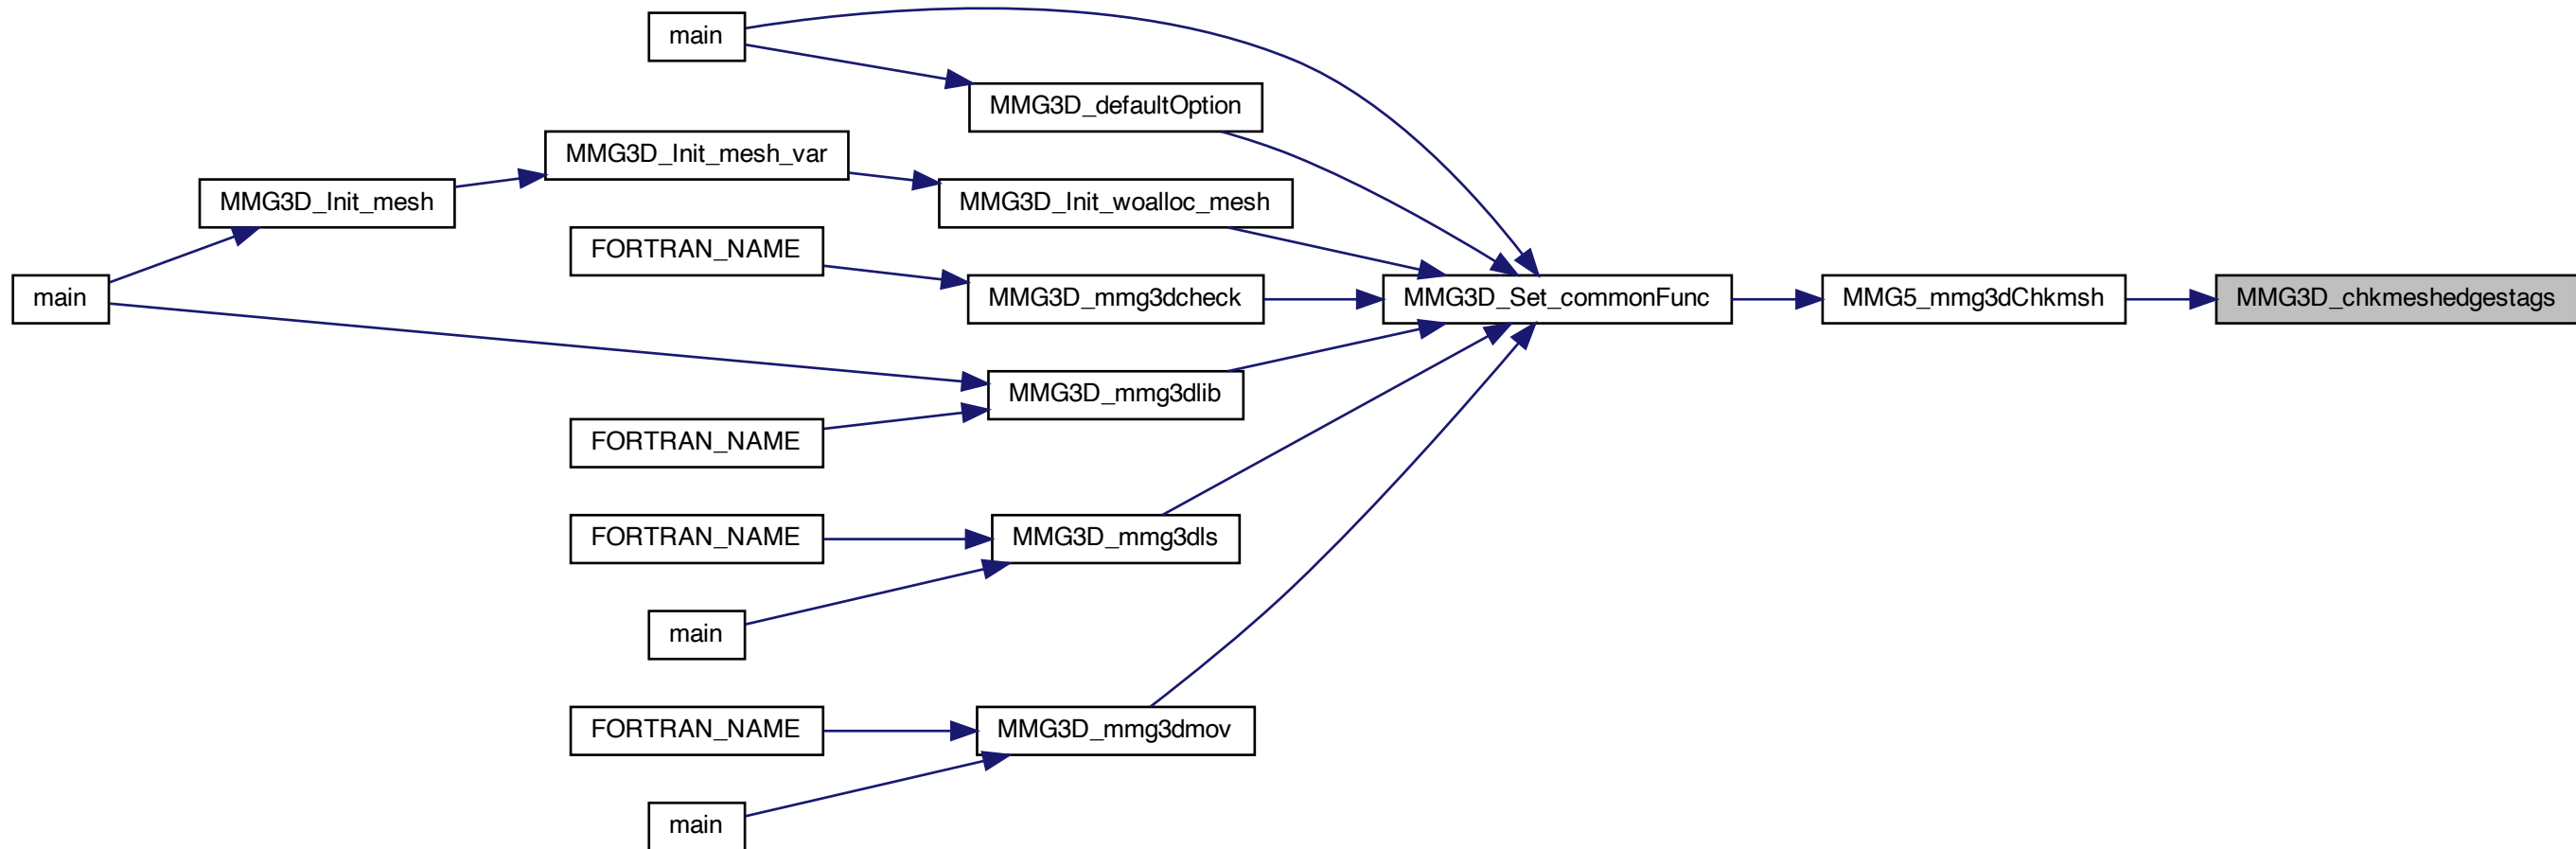 main
MMG3D_defaultOption
MMG3D_Init_mesh_var
MMG3D_Init_mesh
MMG3D_Init_woalloc_mesh
FORTRAN_NAME
main
MMG3D_mmg3dcheck
MMG3D_Set_commonFunc
MMG5_mmg3dChkmsh
MMG3D_chkmeshedgestags
MMG3D_mmg3dlib
FORTRAN_NAME
FORTRAN_NAME
MMG3D_mmg3dls
main
FORTRAN_NAME
MMG3D_mmg3dmov
main